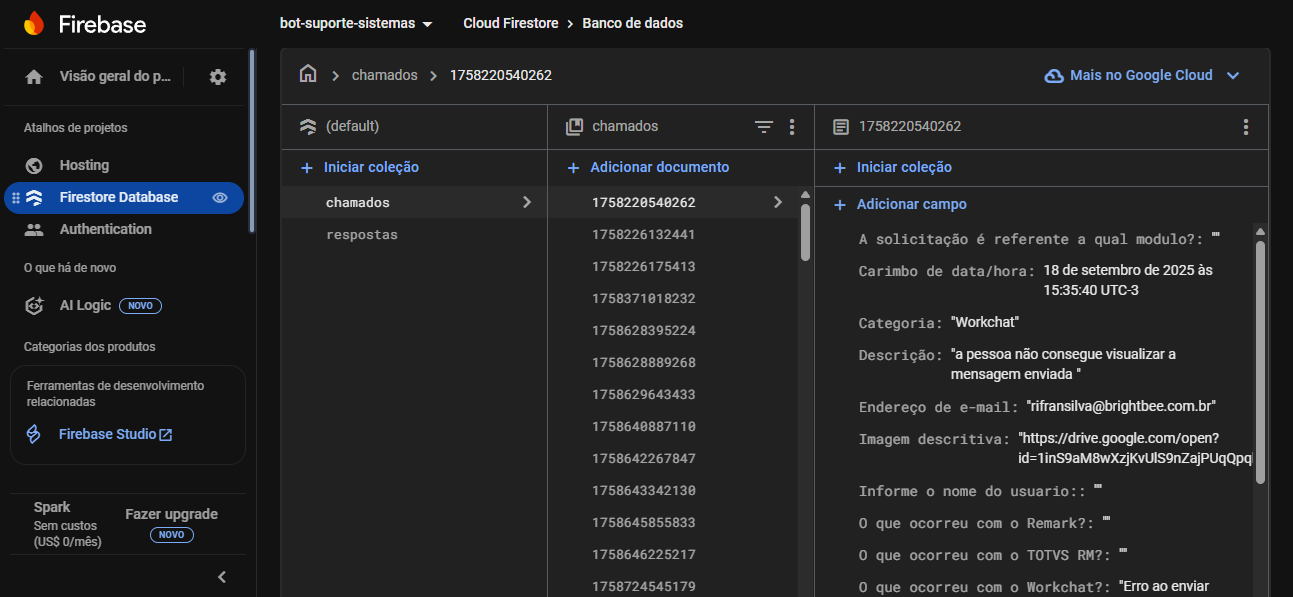 Firebase
bot-suporte-sistemas
Cloud Firestore > Banco de dados
Visão geral do p...
Atalhos de projetos
Hosting
Firestore Database
Authentication
O que há de novo
AI Logic NOVO
Categorias dos produtos
Ferramentas de desenvolvimento
relacionadas
Firebase Studio
Spark
Sem custos
(US$ 0/mês)
Fazer upgrade
NOVO
chamados > 1758220540262
Mais no Google Cloud
(default)
+ Iniciar coleção
chamados
respostas
chamados
+ Adicionar documento
1758220540262
1758226132441
1758226175413
1758371018232
1758628395224
1758628889268
1758629643433
1758640887110
1758642267847
1758643342130
1758645855833
1758646225217
1758724545179
1758220540262
+ Iniciar coleção
+ Adicionar campo
A solicitação é referente a qual modulo?: ""
Carimbo de data/hora: 18 de setembro de 2025 às
15:35:40 UTC-3
Categoria: "Workchat"
Descrição: "a pessoa não consegue visualizar a
mensagem enviada "
Endereço de e-mail: "rifransilva@brightbee.com.br"
Imagem descritiva: "https://drive.google.com/open?
id=1inS9aM8wXzjKvUlS9nZajPUqQpq
Informe o nome do usuario:: ""
O que ocorreu com o Remark?: ""
O que ocorreu com o TOTVS RM?: ""
O que ocorreu com o Workchat?: "Erro ao enviar